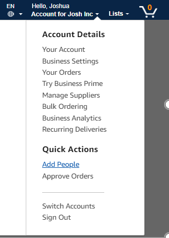 EN
Hello, Joshua
Account for Josh Inc
Lists
0
Account Details
Your Account
Business Settings
Your Orders
Try Business Prime
Manage Suppliers
Bulk Ordering
Business Analytics
Recurring Deliveries
Quick Actions
Add People
Approve Orders
Switch Accounts
Sign Out